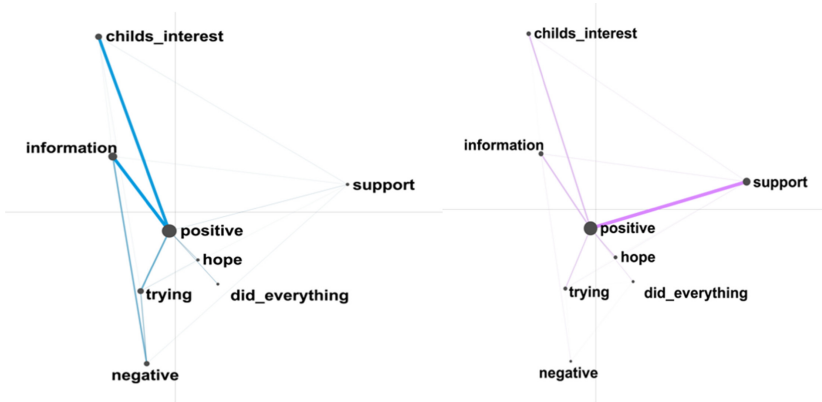 childs_interest
information
support
positive
hope
trying
did_everything
negative
childs_interest
information
support
positive
hope
trying
did_everything
negative